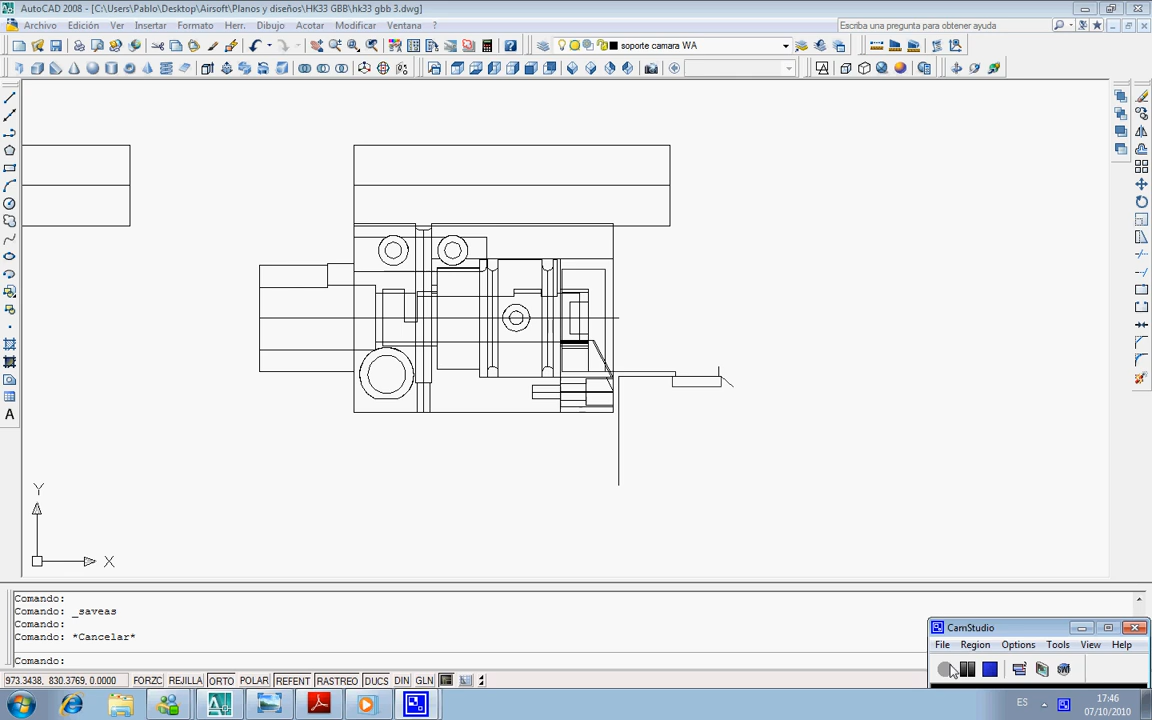 AutoCAD 2008 - [C:\Users\Pablo\Desktop\Airsoft\Planos y diseños\HK33 GBB\hk33 gbb 3.dwg]
Archivo Edición Ver Insertar Formato Herr. Dibujo Acotar Modificar Ventana ?
Escriba una pregunta para obtener ayuda
soporte camara WA
A
Y
X
Comando:
Comando: _saveas
Comando:
Comando: *Cancelar*
Comando:
973.3438, 830.3769, 0.0000 FORZC REJILLA ORTO POLAR REFENT RASTREO DUCS DIN GLN
CamStudio
File Region Options Tools View Help
SWF
ES
17:46
07/10/2010